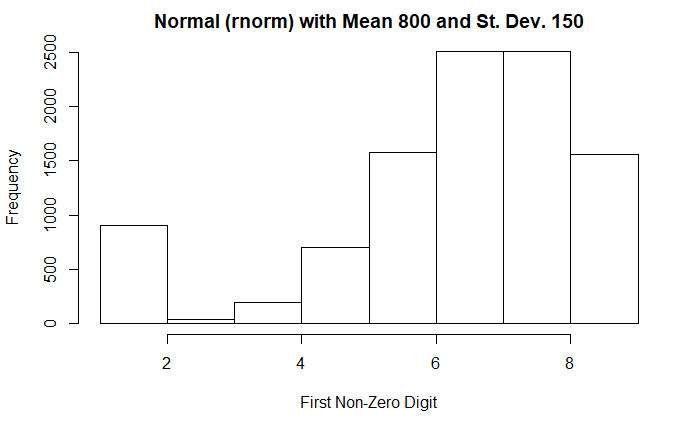 Normal (rnorm) with Mean 800 and St. Dev. 150
Frequency
2500
2000
1500
1000
500
0
2 4 6 8
First Non-Zero Digit